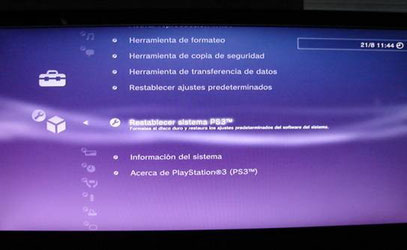 Herramienta de formateo
21/8 11:44
Herramienta de copia de seguridad
Herramienta de transferencia de datos
Restablecer ajustes predeterminados
Restablecer sistema PS3™
Formatea el disco duro y restaura los ajustes predeterminados del software del sistema.
Información del sistema
Acerca de PlayStation®3 (PS3™)